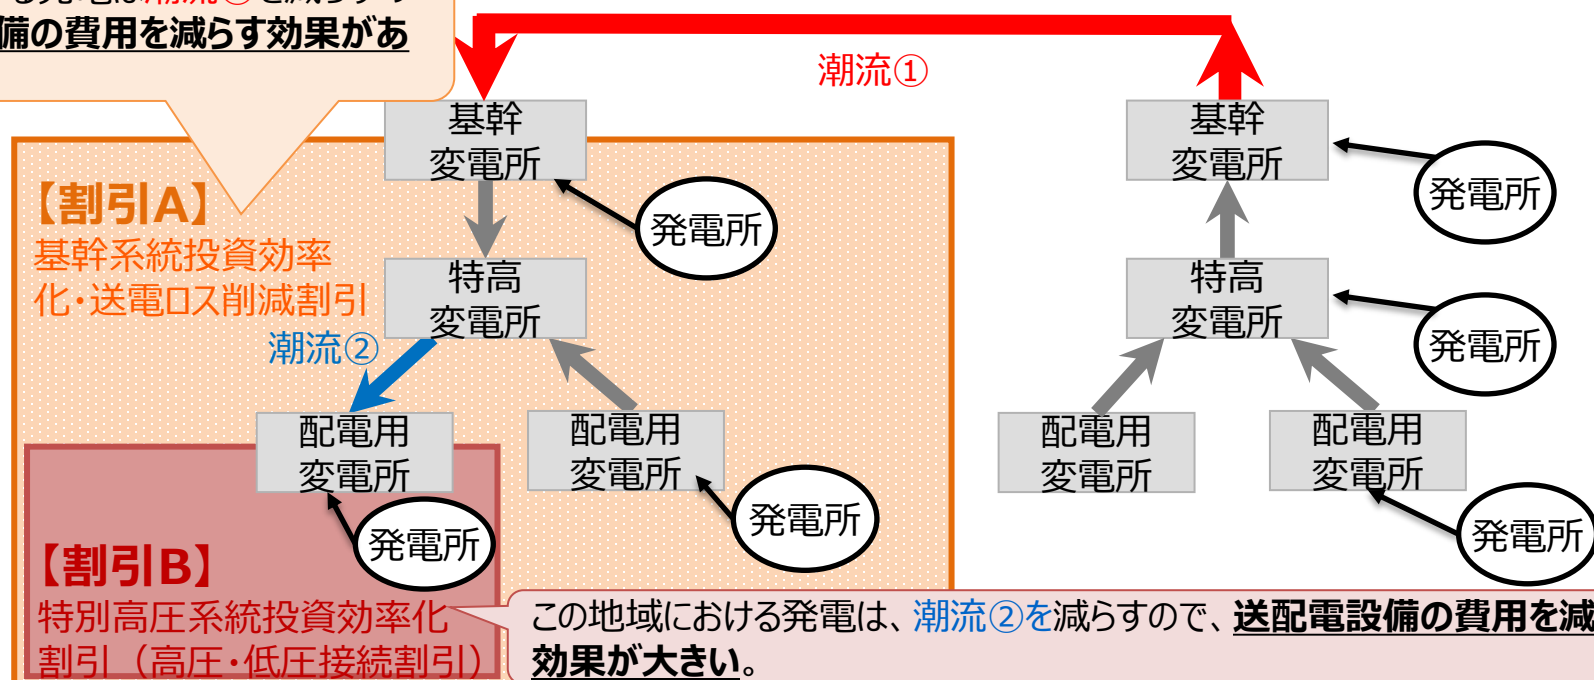 備の費用を減らす効果があ
潮流①
基幹
変電所
基幹
変電所
発電所
発電所
【割引A】
基幹系統投資効率
化・送電ロス削減割引
特高
変電所
特高
変電所
発電所
潮流②
配電用
変電所
配電用
変電所
配電用
変電所
配電用
変電所
発電所
発電所
発電所
【割引B】
特別高圧系統投資効率化
割引（高圧・低圧接続割引）
この地域における発電は、潮流②を減らすので、送配電設備の費用を減
効果が大きい。